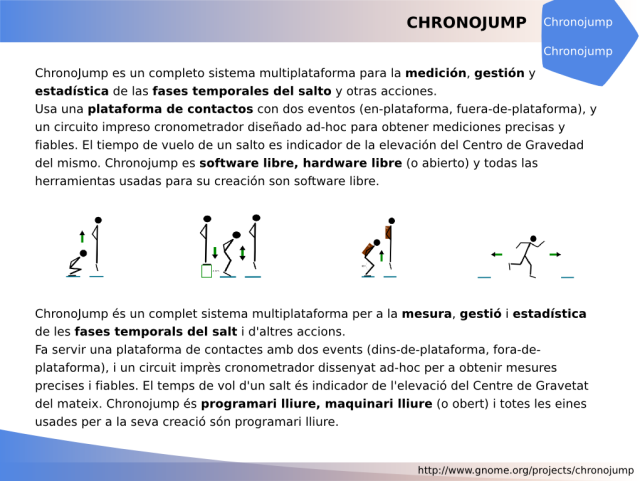 CHRONOJUMP
Chronojump
Chronojump
ChronoJump es un completo sistema multiplataforma para la medición, gestión y
estadística de las fases temporales del salto y otras acciones.
Usa una plataforma de contactos con dos eventos (en-plataforma, fuera-de-plataforma), y
un circuito impreso cronometrador diseñado ad-hoc para obtener mediciones precisas y
fiables. El tiempo de vuelo de un salto es indicador de la elevación del Centro de Gravedad
del mismo. Chronojump es software libre, hardware libre (o abierto) y todas las
herramientas usadas para su creación son software libre.
ChronoJump és un complet sistema multiplataforma per a la mesura, gestió i estadística
de les fases temporals del salt i d'altres accions.
Fa servir una plataforma de contactes amb dos events (dins-de-plataforma, fora-de-
plataforma), i un circuit imprès cronometrador dissenyat ad-hoc per a obtenir mesures
precises i fiables. El temps de vol d'un salt és indicador de l'elevació del Centre de Gravetat
del mateix. Chronojump és programari lliure, maquinari lliure (o obert) i totes les eines
usades per a la seva creació són programari lliure.
http://www.gnome.org/projects/chronojump